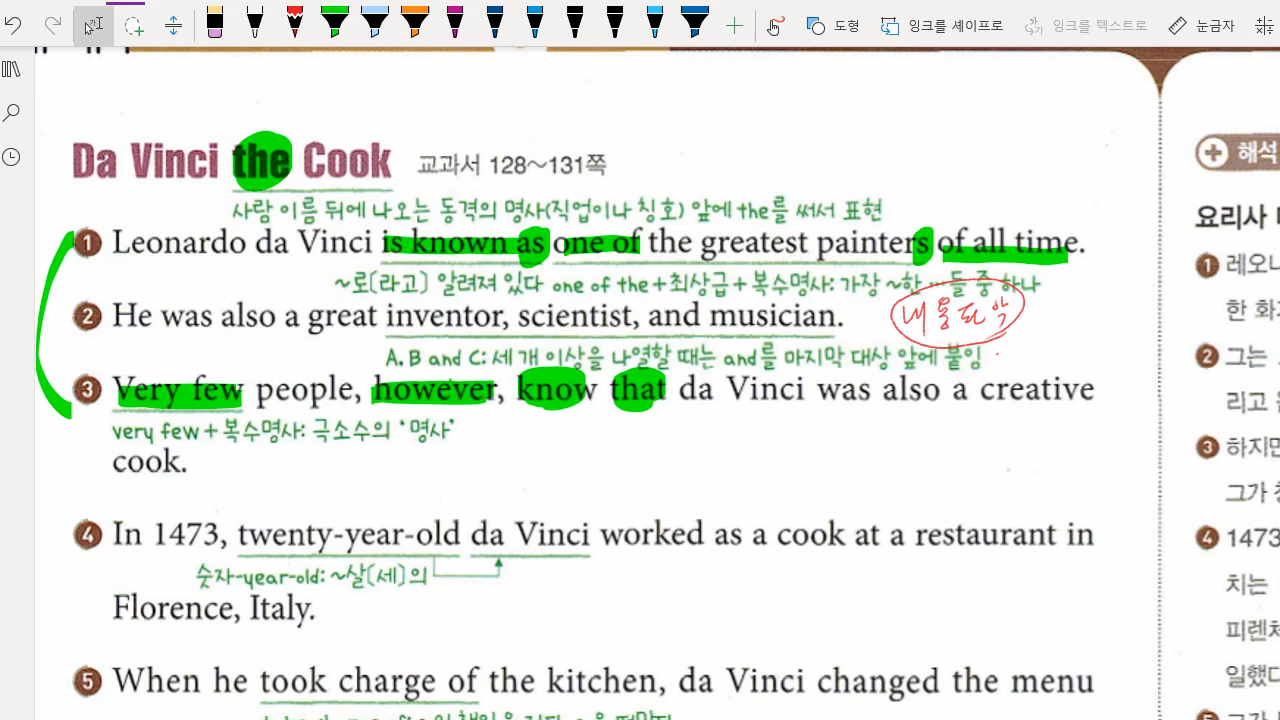 도형
잉크를 셰이프로
잉크를 텍스트로
눈금자
Da Vinci the Cook 교과서 128~131쪽
사람 이름 뒤에 나오는 동격의 명사(직업이나 칭호) 앞에 the를 써서 표현
1 Leonardo da Vinci is known as one of the greatest painters of all time.
~로(라고) 알려져 있다 one of the+최상급+복수명사: 가장 ~한 …들 중 하나
2 He was also a great inventor, scientist, and musician.
내용파악
A, B and C: 세 개 이상을 나열할 때는 and를 마지막 대상 앞에 붙임
3 Very few people, however, know that da Vinci was also a creative
very few+복수명사: 극소수의 '명사'
cook.
4 In 1473, twenty-year-old da Vinci worked as a cook at a restaurant in
숫자-year-old: ~살(세)의
Florence, Italy.
5 When he took charge of the kitchen, da Vinci changed the menu
해석
요리사
1 레오
한 화
2 그는
리고
3 하지만
그가
4 1473
치는
피렌체
일했다